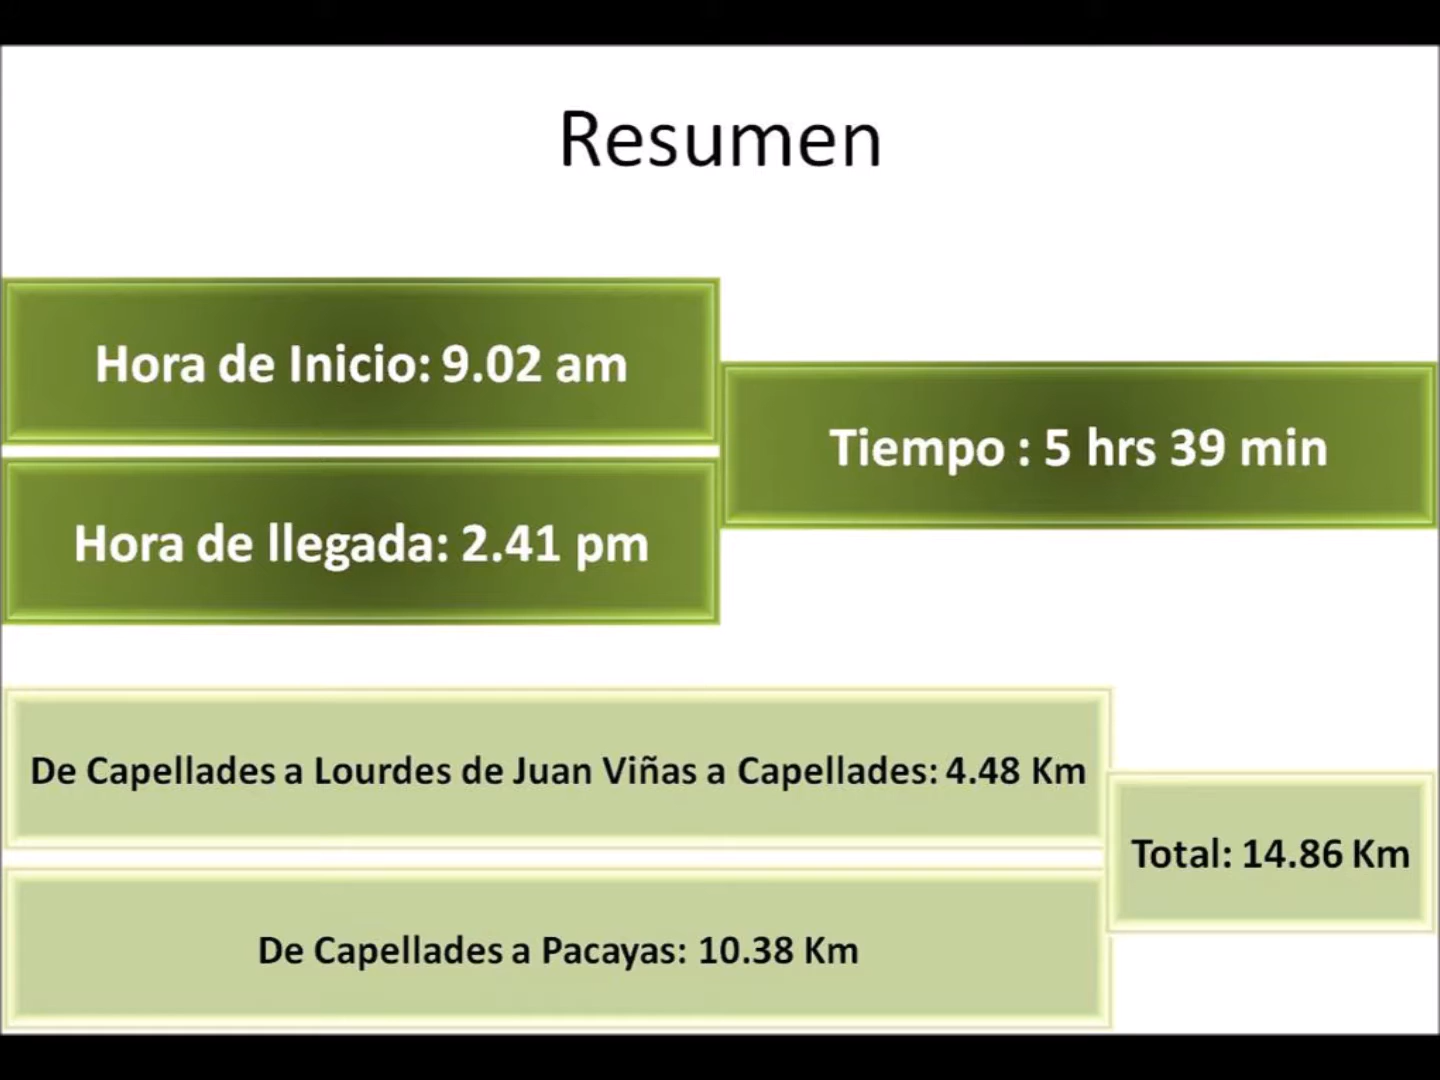 Resumen
Hora de Inicio: 9.02 am
Hora de llegada: 2.41 pm
Tiempo : 5 hrs 39 min
De Capellades a Lourdes de Juan Viñas a Capellades: 4.48 Km
De Capellades a Pacayas: 10.38 Km
Total: 14.86 Km